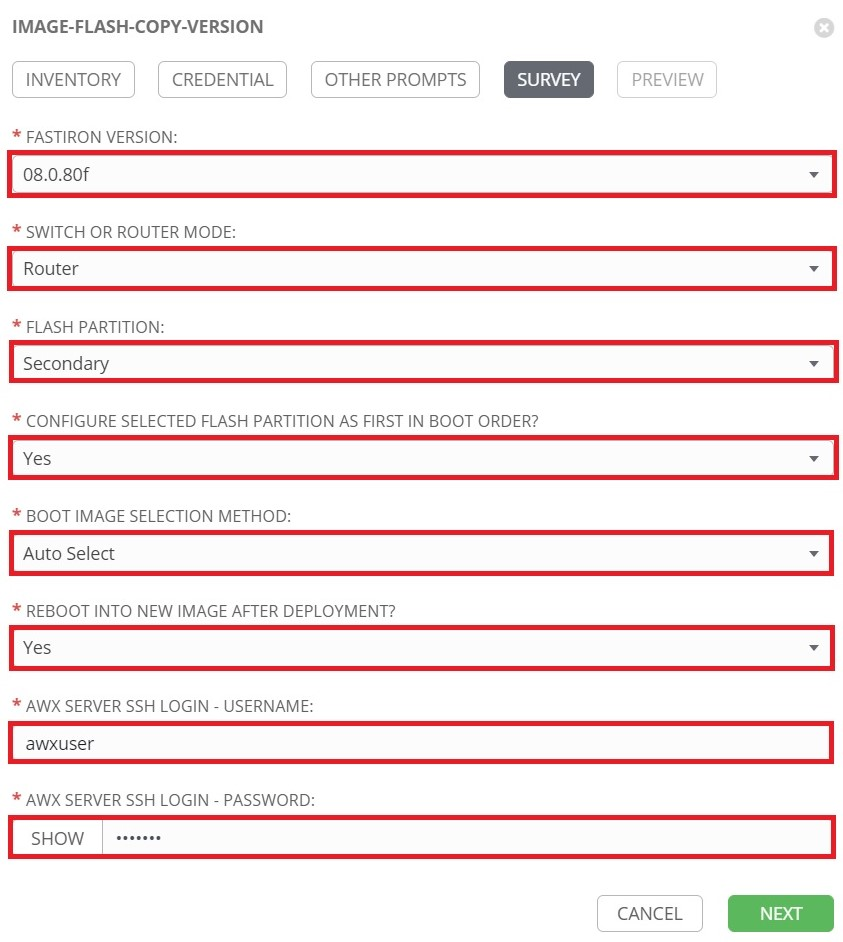 IMAGE-FLASH-COPY-VERSION
INVENTORY CREDENTIAL OTHER PROMPTS SURVEY PREVIEW
* FASTIRON VERSION:
08.0.80f
* SWITCH OR ROUTER MODE:
Router
* FLASH PARTITION:
Secondary
* CONFIGURE SELECTED FLASH PARTITION AS FIRST IN BOOT ORDER?
Yes
* BOOT IMAGE SELECTION METHOD:
Auto Select
* REBOOT INTO NEW IMAGE AFTER DEPLOYMENT?
Yes
* AWX SERVER SSH LOGIN - USERNAME:
awxuser
* AWX SERVER SSH LOGIN - PASSWORD:
SHOW •••••••
CANCEL NEXT